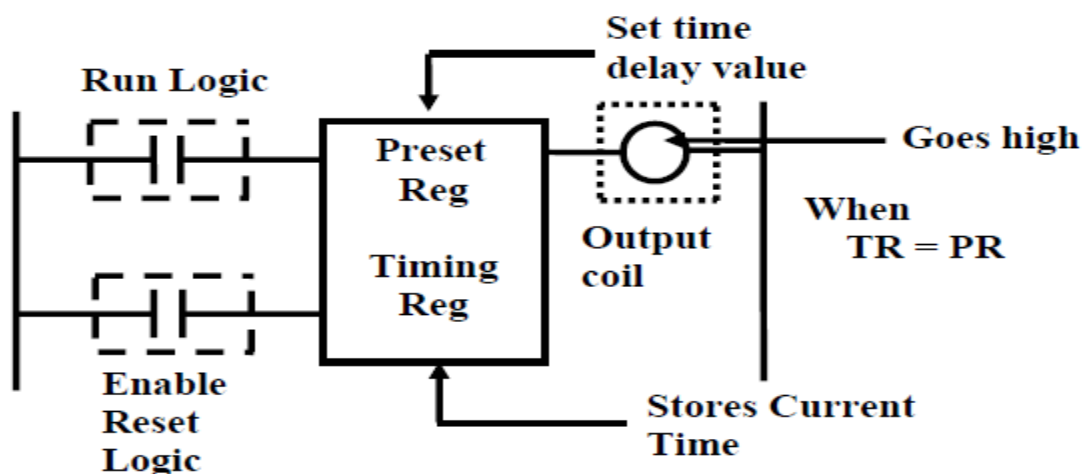 Set time
delay value
Run Logic
Preset
Reg
Timing
Reg
Goes high
When
TR = PR
Output
coil
Enable
Reset
Logic
Stores Current
Time